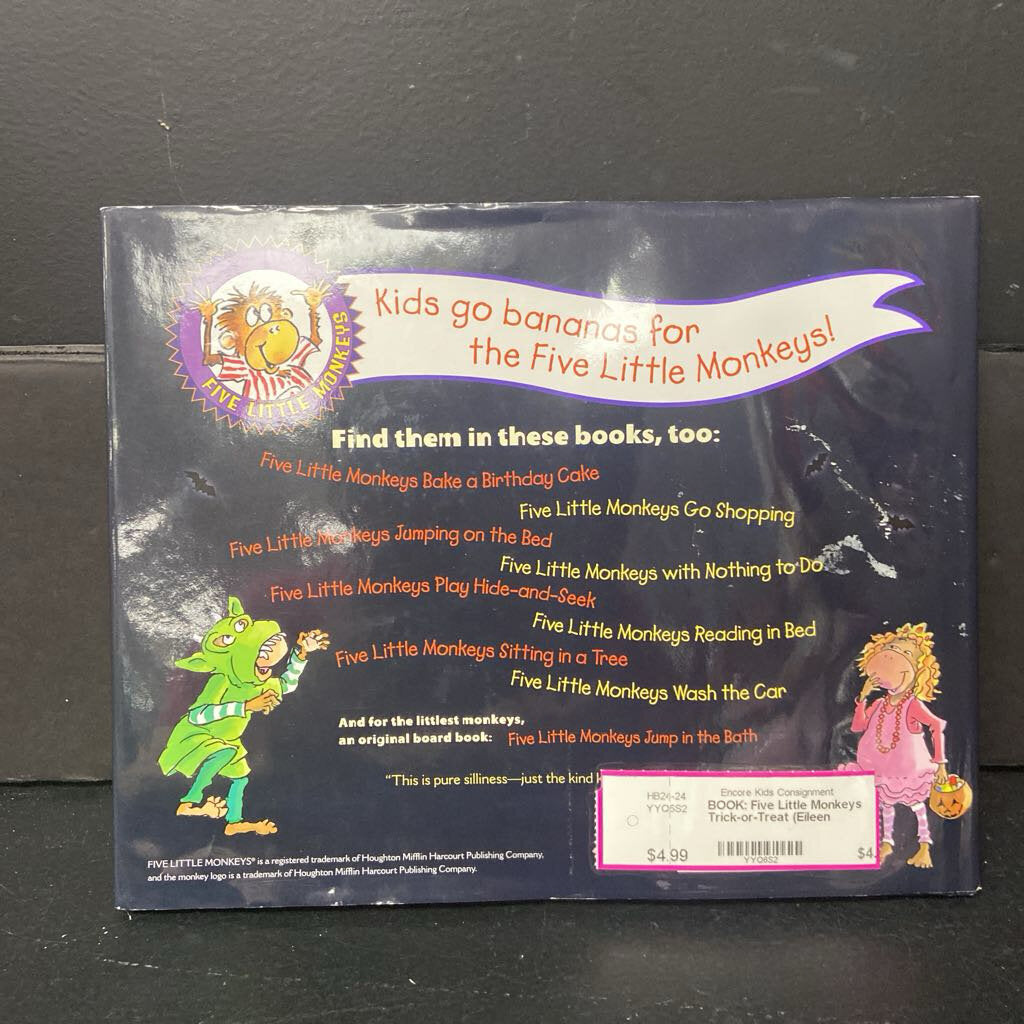 FIVE LITTLE MONKEYS
Kids go bananas for
the Five Little Monkeys!
Find them in these books, too:
Five Little Monkeys Bake a Birthday Cake
Five Little Monkeys Go Shopping
Five Little Monkeys Jumping on the Bed
Five Little Monkeys with Nothing to Do
Five Little Monkeys Play Hide-and-Seek
Five Little Monkeys Reading in Bed
Five Little Monkeys Sitting in a Tree
Five Little Monkeys Wash the Car
And for the littlest monkeys,
an original board book: Five Little Monkeys Jump in the Bath
“This is pure silliness—just the kind
HB24-24 Encore Kids Consignment
YYO6S2 BOOK: Five Little Monkeys
Trick-or-Treat (Eileen
$4.99 $4.
YYO6S2
FIVE LITTLE MONKEYS® is a registered trademark of Houghton Mifflin Harcourt Publishing Company,
and the monkey logo is a trademark of Houghton Mifflin Harcourt Publishing Company.